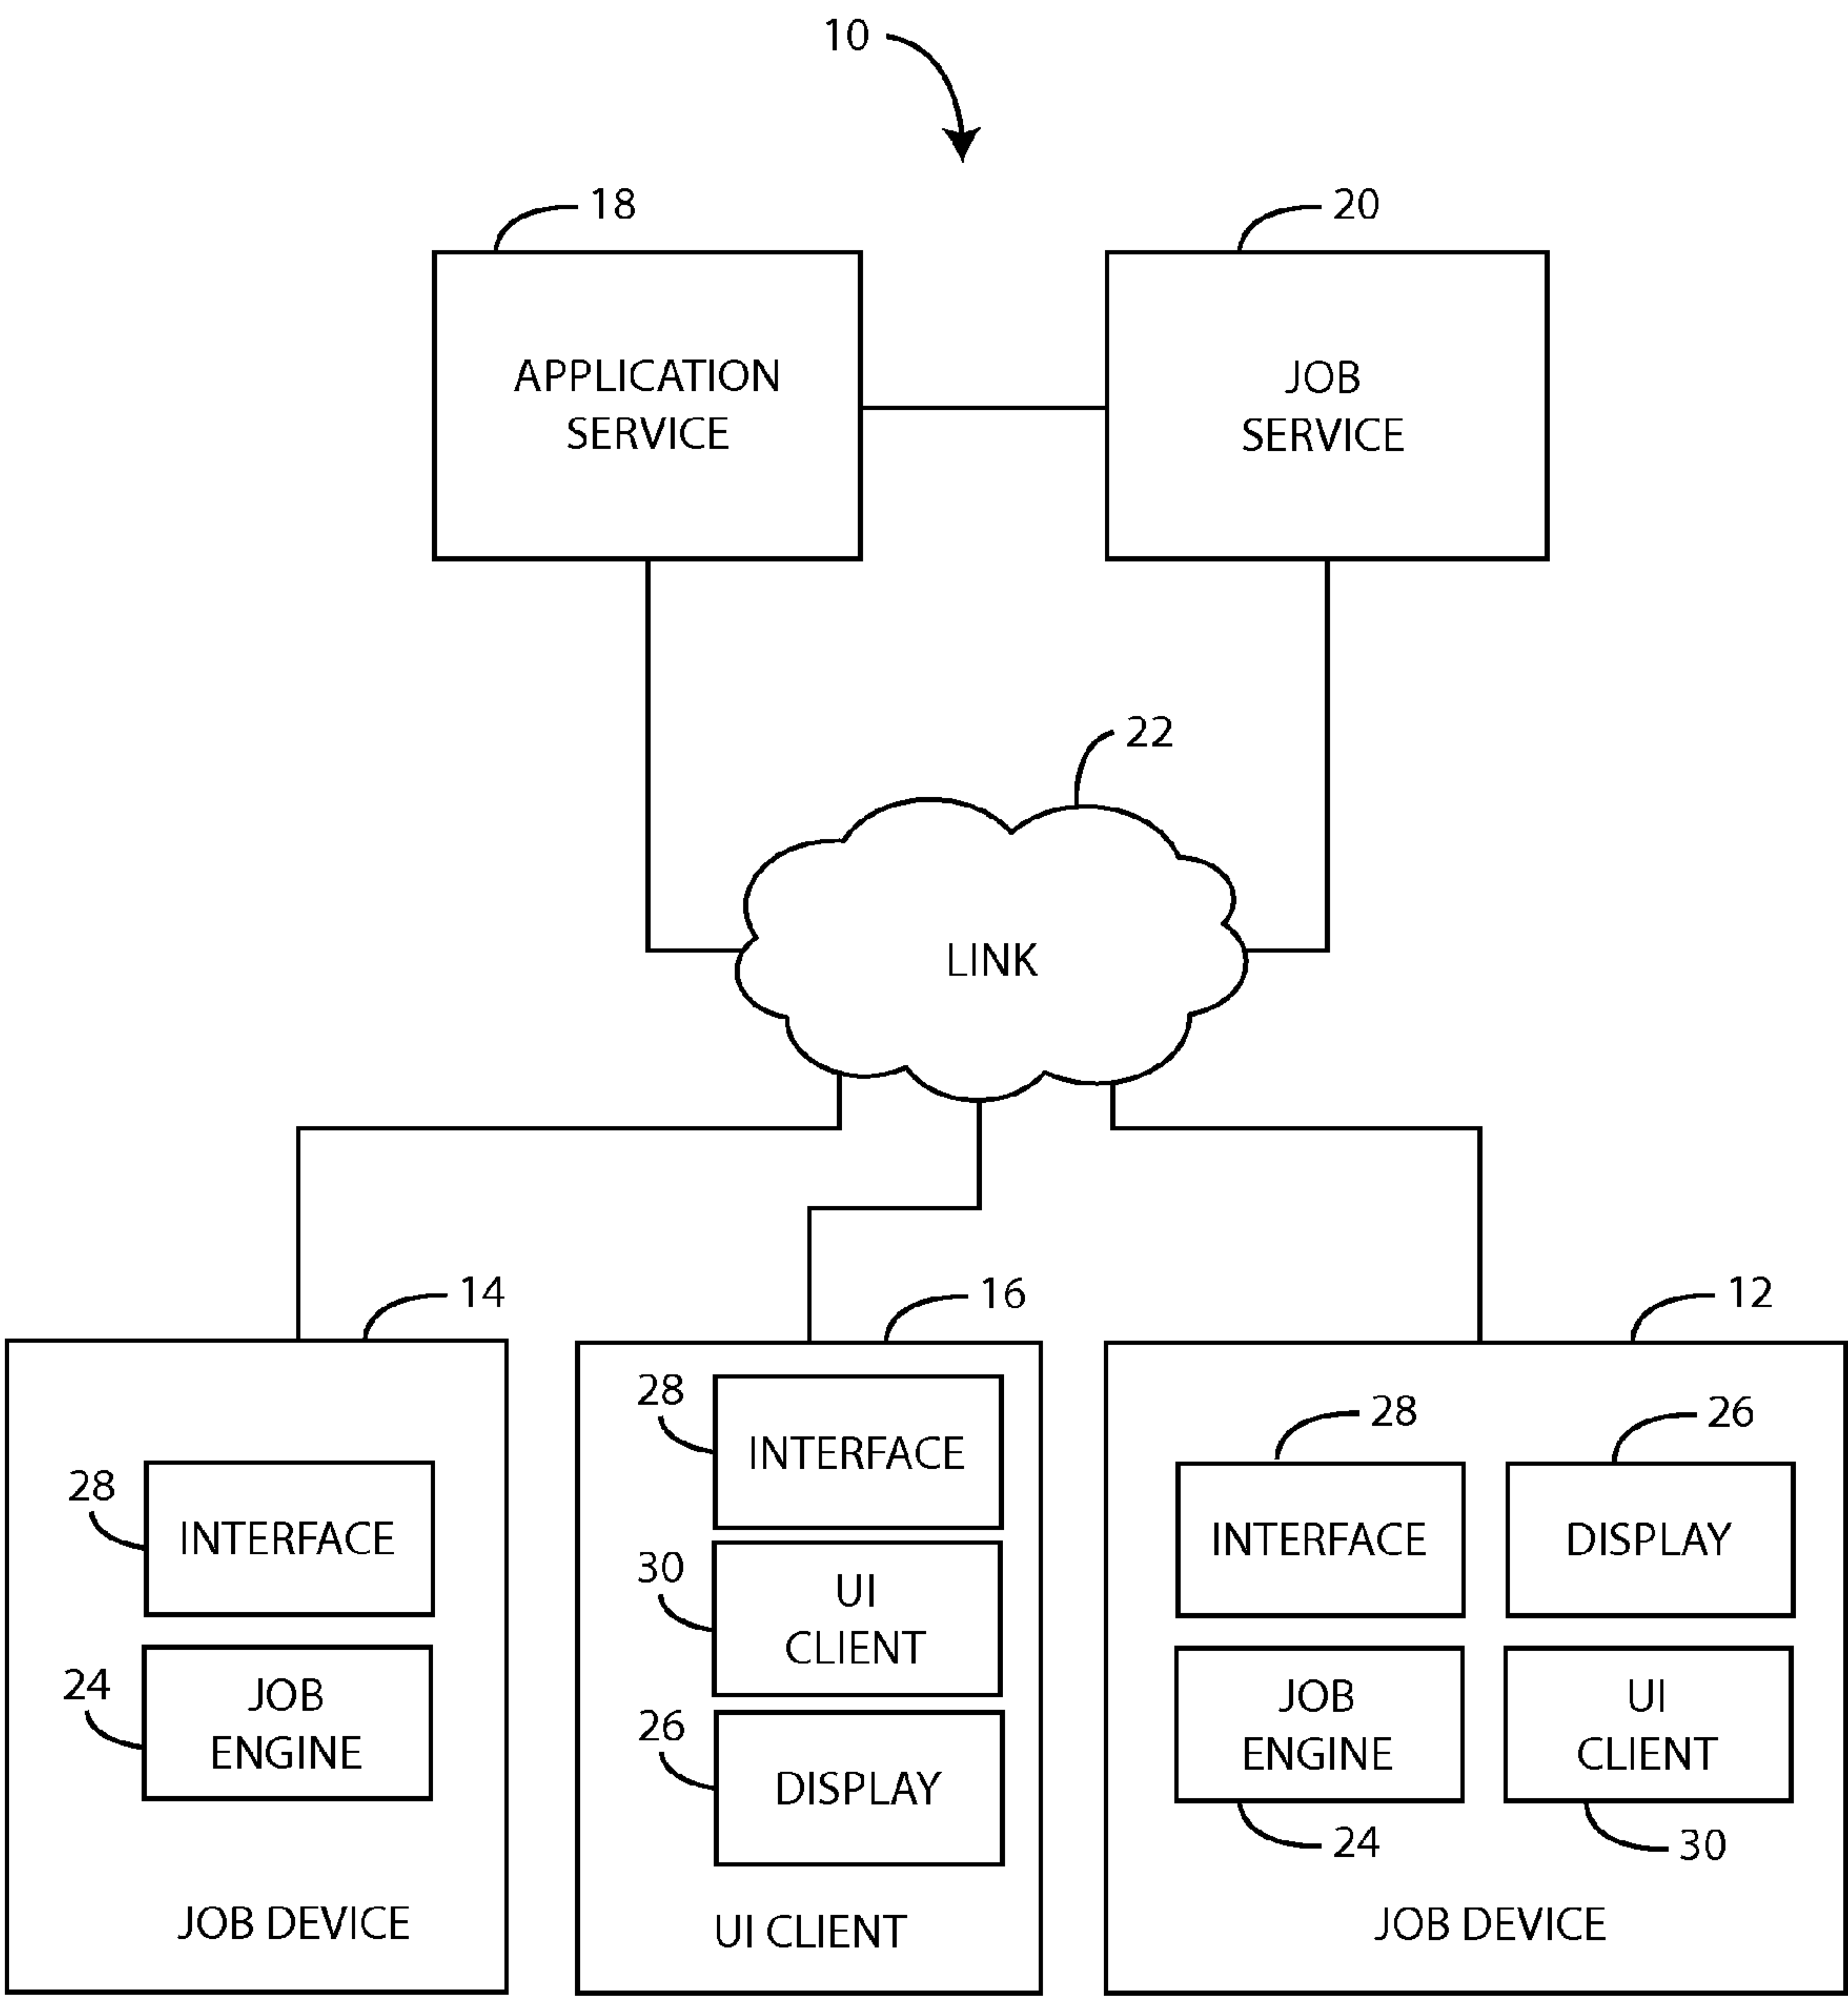 10
18
20
APPLICATION
SERVICE
JOB
SERVICE
22
LINK
14
16
12
28
INTERFACE
24
JOB
ENGINE
JOB DEVICE
28
INTERFACE
30
UI
CLIENT
26
DISPLAY
UI CLIENT
28
26
INTERFACE
DISPLAY
JOB
ENGINE
UI
CLIENT
24
30
JOB DEVICE